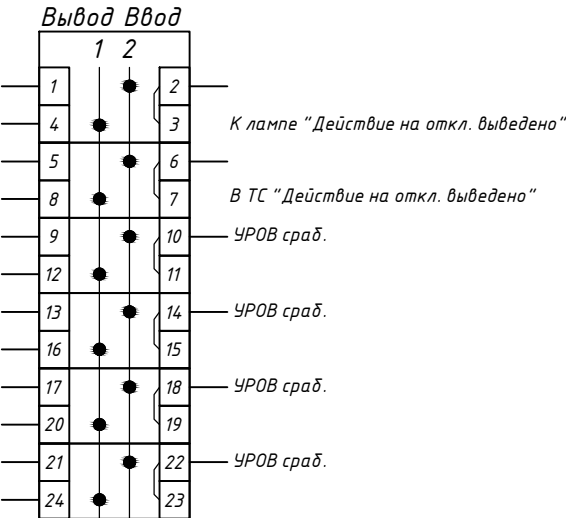 Вывод Ввод
1 2
1 2
4 3 К лампе "Действие на откл. выведено"
5 6
8 7 В ТС "Действие на откл. выведено"
9 10 УРОВ сраб.
12 11
13 14 УРОВ сраб.
16 15
17 18 УРОВ сраб.
20 19
21 22 УРОВ сраб.
24 23